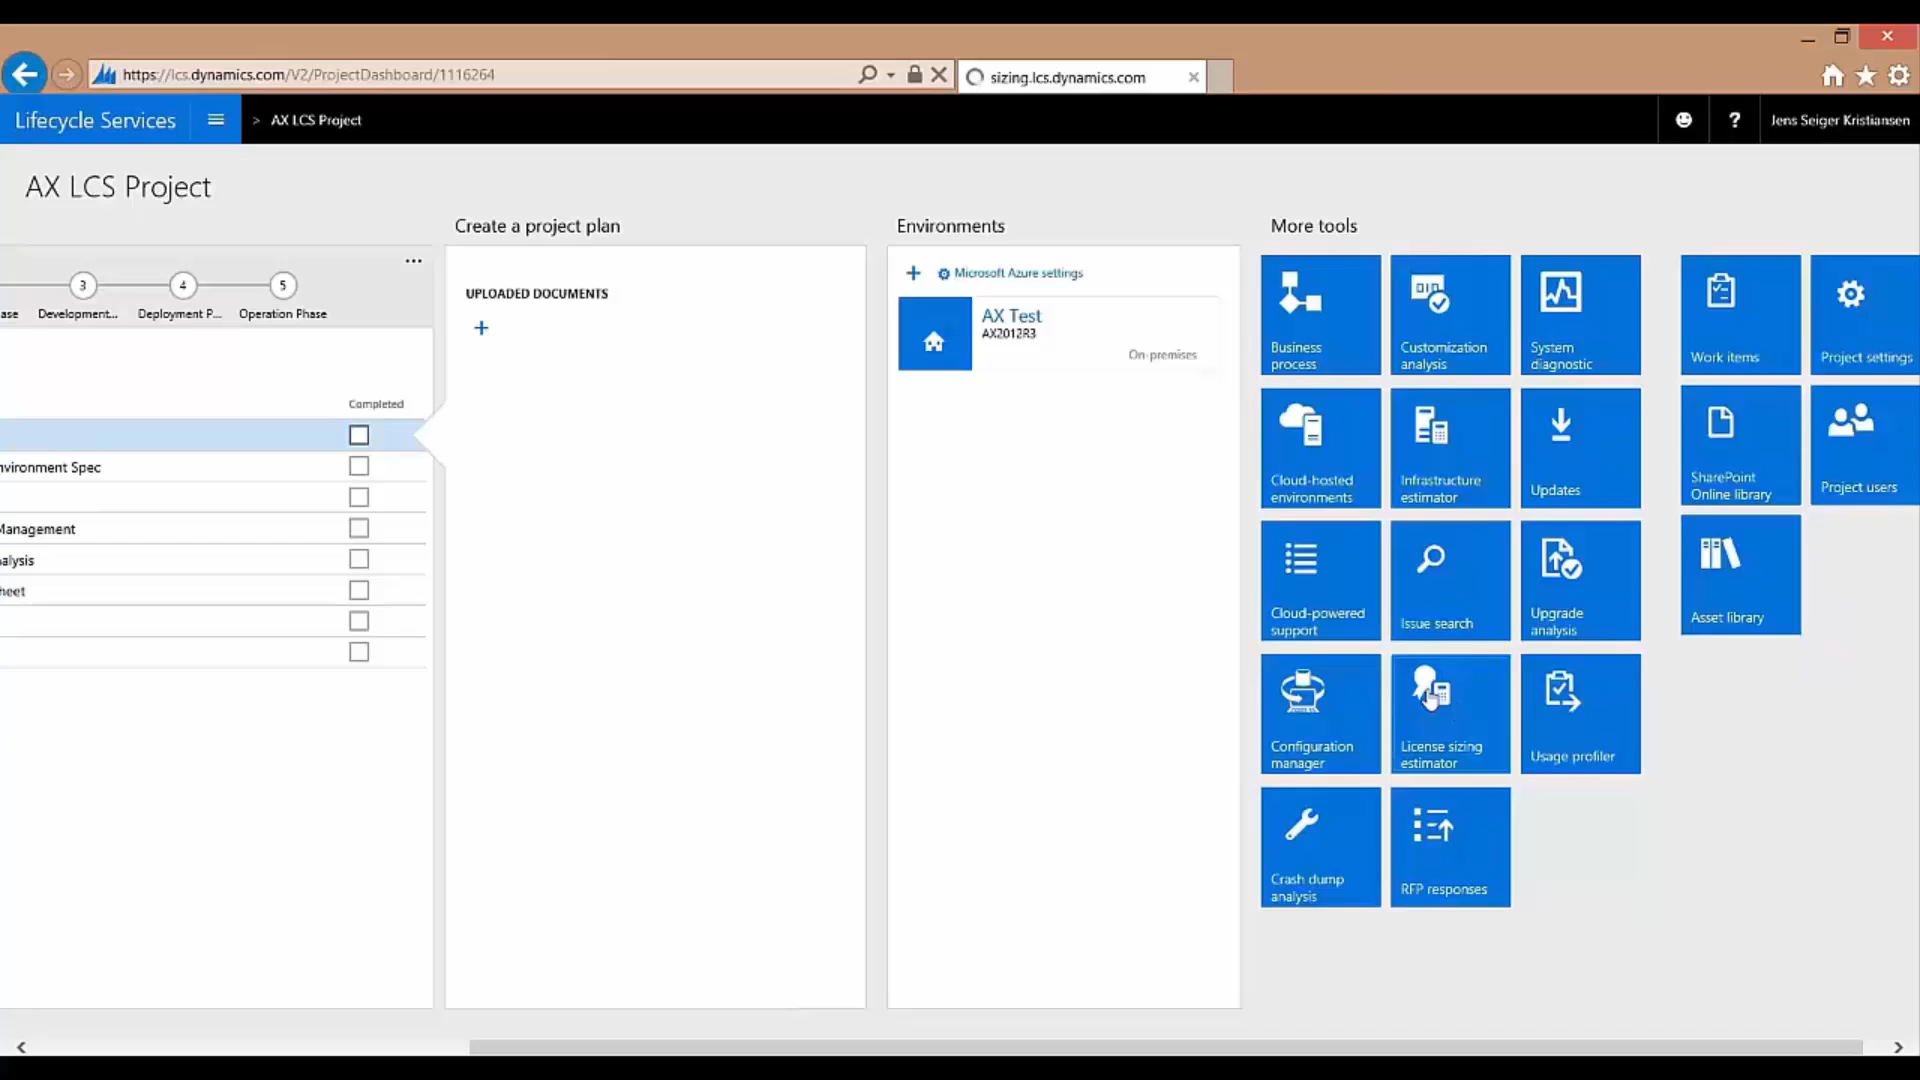 https://lcs.dynamics.com/V2/ProjectDashboard/1116264
sizing.lcs.dynamics.com
Lifecycle Services
> AX LCS Project
?
Jens Seiger Kristiansen
AX LCS Project
Create a project plan
Environments
More tools
...
3
4
5
ase
Development...
Deployment P...
Operation Phase
Completed
nvironment Spec
Management
alysis
heet
UPLOADED DOCUMENTS
+
+
Microsoft Azure settings
AX Test
AX2012R3
On-premises
Business
process
Customization
analysis
System
diagnostic
Work items
Project settings
Cloud-hosted
environments
Infrastructure
estimator
Updates
SharePoint
Online library
Project users
Cloud-powered
support
Issue search
Upgrade
analysis
Asset library
Configuration
manager
License sizing
estimator
Usage profiler
Crash dump
analysis
RFP responses